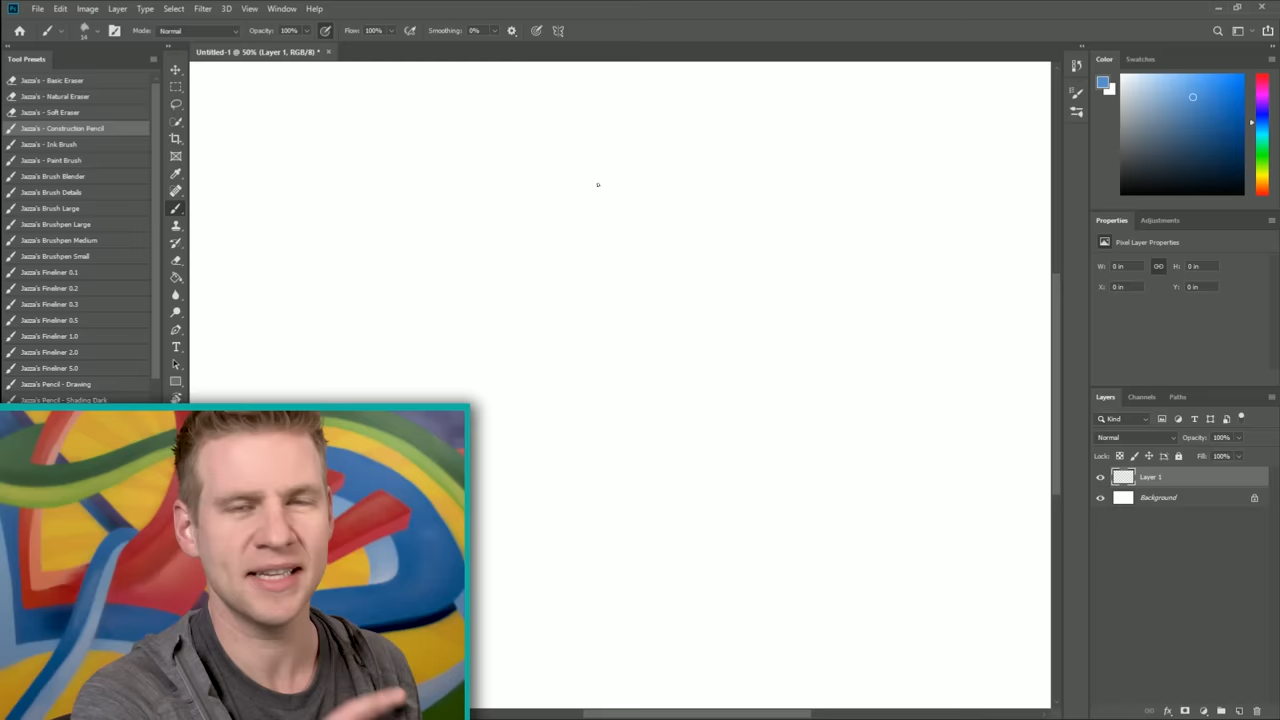 Ps File Edit Image Layer Type Select Filter 3D View Window Help
14 Mode: Normal Opacity: 100% Flow: 100% Smoothing: 0%
Untitled-1 @ 50% (Layer 1, RGB/8) * ×
Tool Presets
Jazza's - Basic Eraser
Jazza's - Natural Eraser
Jazza's - Soft Eraser
Jazza's - Construction Pencil
Jazza's - Ink Brush
Jazza's - Paint Brush
Jazza's Brush Blender
Jazza's Brush Details
Jazza's Brush Large
Jazza's Brushpen Large
Jazza's Brushpen Medium
Jazza's Brushpen Small
Jazza's Fineliner 0.1
Jazza's Fineliner 0.2
Jazza's Fineliner 0.3
Jazza's Fineliner 0.5
Jazza's Fineliner 1.0
Jazza's Fineliner 2.0
Jazza's Fineliner 5.0
Jazza's Pencil - Drawing
Jazza's Pencil - Shading Dark
Color Swatches
Properties Adjustments
Pixel Layer Properties
W: 0 in H: 0 in
X: 0 in Y: 0 in
Layers Channels Paths
Kind
Normal Opacity: 100%
Lock: Fill: 100%
Layer 1
Background